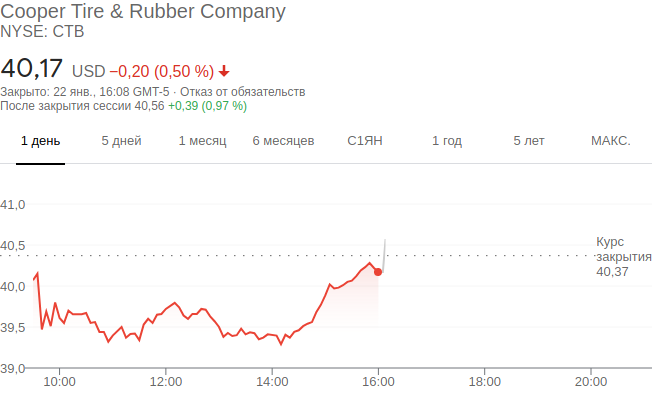 Cooper Tire & Rubber Company
NYSE: CTB
40,17 USD −0,20 (0,50 %)
Закрыто: 22 янв., 16:08 GMT-5 · Отказ от обязательств
После закрытия сессии 40,56 +0,39 (0,97 %)
1 день 5 дней 1 месяц 6 месяцев С1ЯН 1 год 5 лет МАКС.
41,0
40,5
40,0
39,5
39,0
Курс
закрытия
40,37
10:00 12:00 14:00 16:00 18:00 20:00